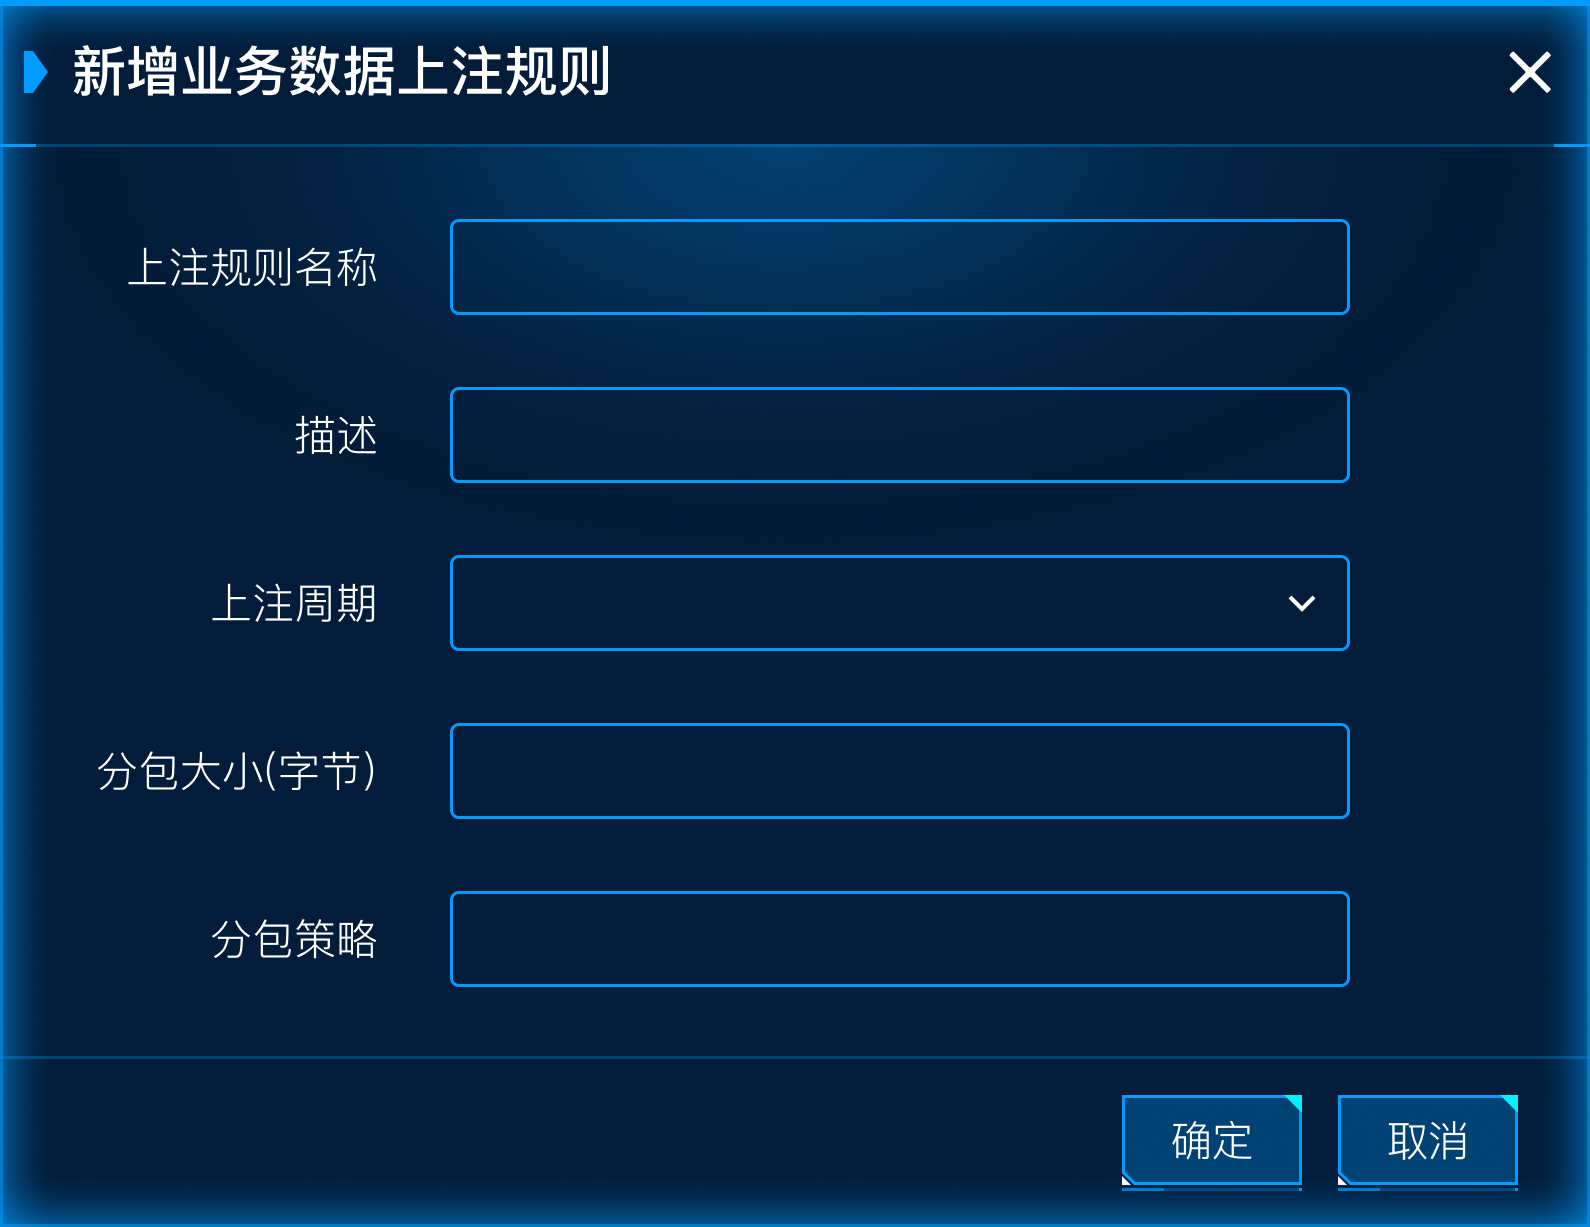 新增业务数据上注规则
上注规则名称
描述
上注周期
分包大小(字节)
分包策略
确定
取消